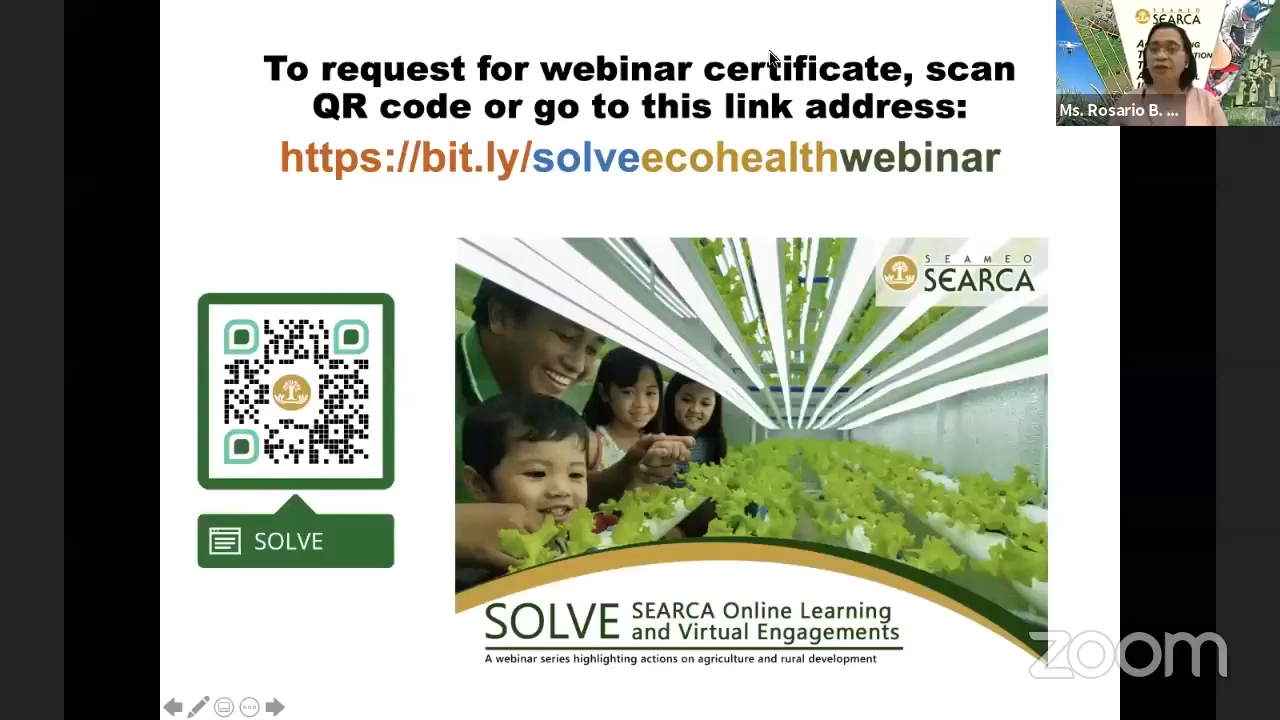 To request for webinar certificate, scan
QR code or go to this link address:
https://bit.ly/solveecohealthwebinar
SEAMEO
SEARCA
Ms. Rosario B. ...
SEAMEO
SEARCA
SOLVE
SOLVE
SEARCA Online Learning
and Virtual Engagements
A webinar series highlighting actions on agriculture and rural development
zoom